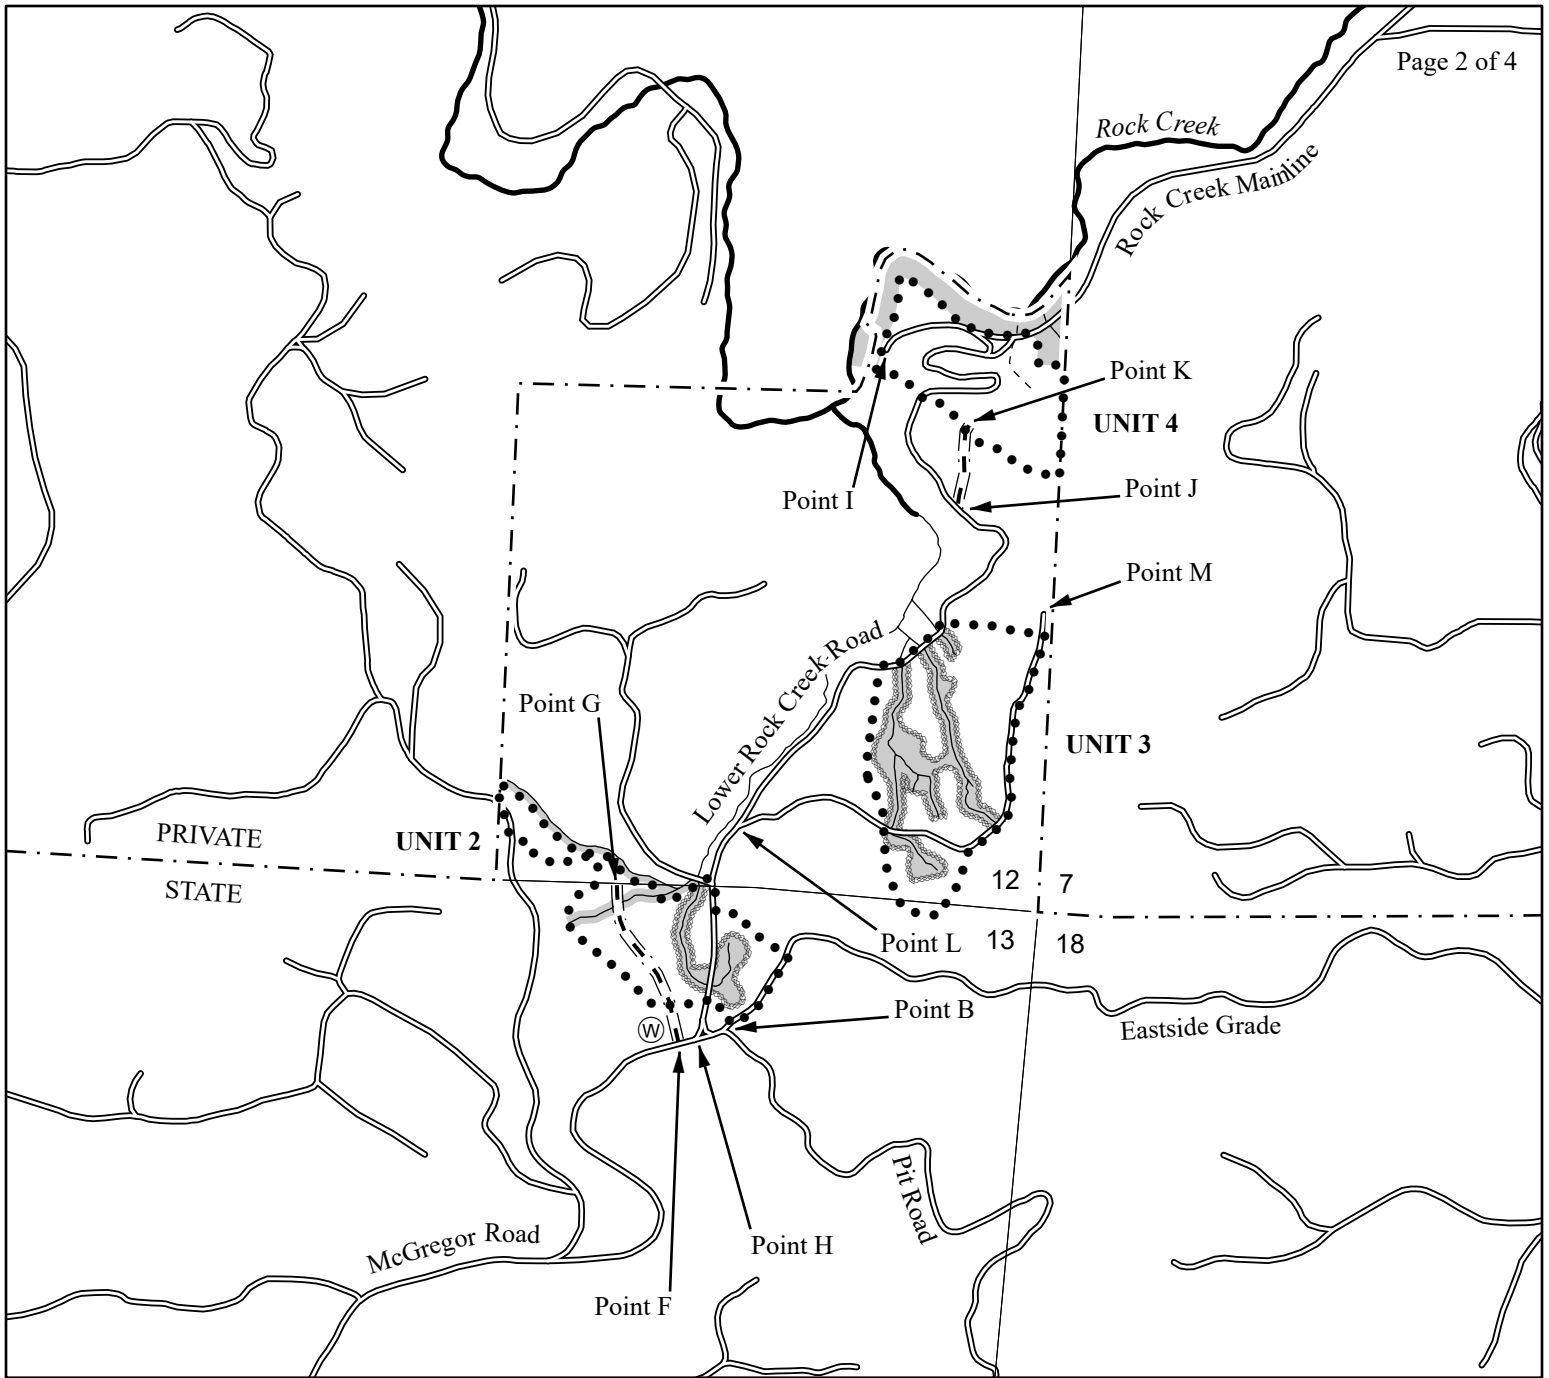 Page 2 of 4
Rock Creek
Rock Creek Mainline
Point K
UNIT 4
Point I
Point J
Point M
Lower Rock Creek Road
Point G
UNIT 3
PRIVATE
UNIT 2
STATE
12 7
13 18
Point L
Point B
Eastside Grade
W
Pit Road
McGregor Road
Point H
Point F